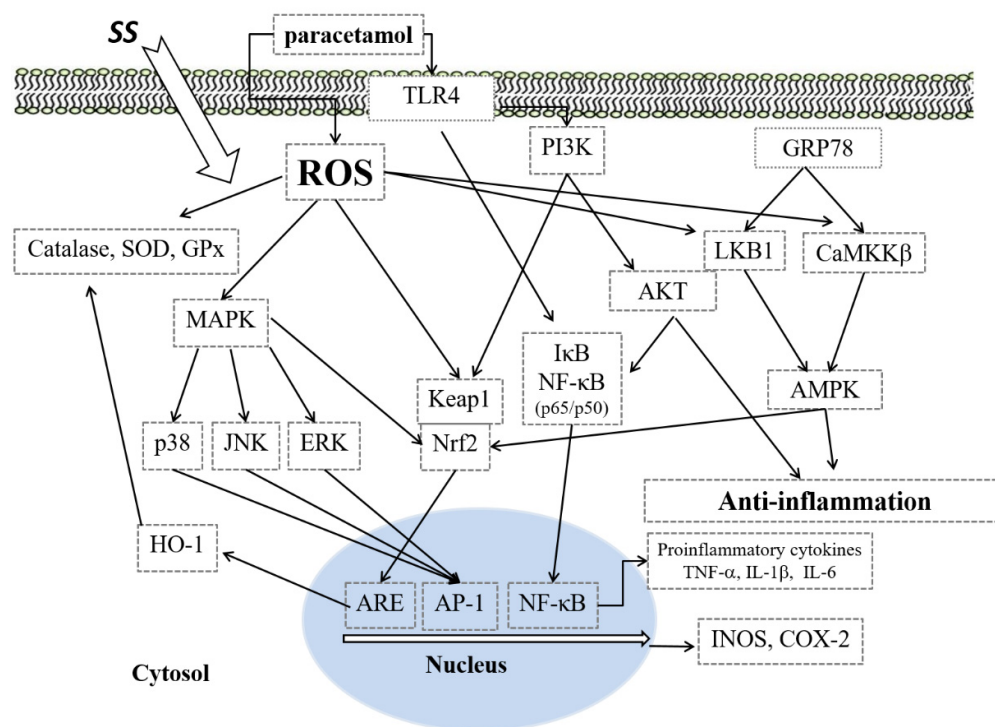 SS
paracetamol
TLR4
PI3K
GRP78
ROS
Catalase, SOD, GPx
LKB1
CaMKKβ
AKT
MAPK
IκB
NF-κB
(p65/p50)
Keap1
Nrf2
AMPK
p38
JNK
ERK
Anti-inflammation
HO-1
Proinflammatory cytokines
TNF-α, IL-1β, IL-6
ARE
AP-1
NF-κB
INOS, COX-2
Nucleus
Cytosol